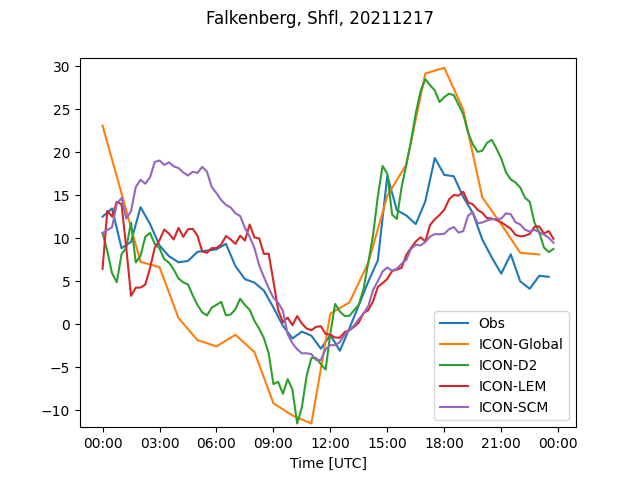 Falkenberg, Shfl, 20211217
30
25
20
15
10
5
0
−5
−10
Obs
ICON-Global
ICON-D2
ICON-LEM
ICON-SCM
00:00 03:00 06:00 09:00 12:00 15:00 18:00 21:00 00:00
Time [UTC]